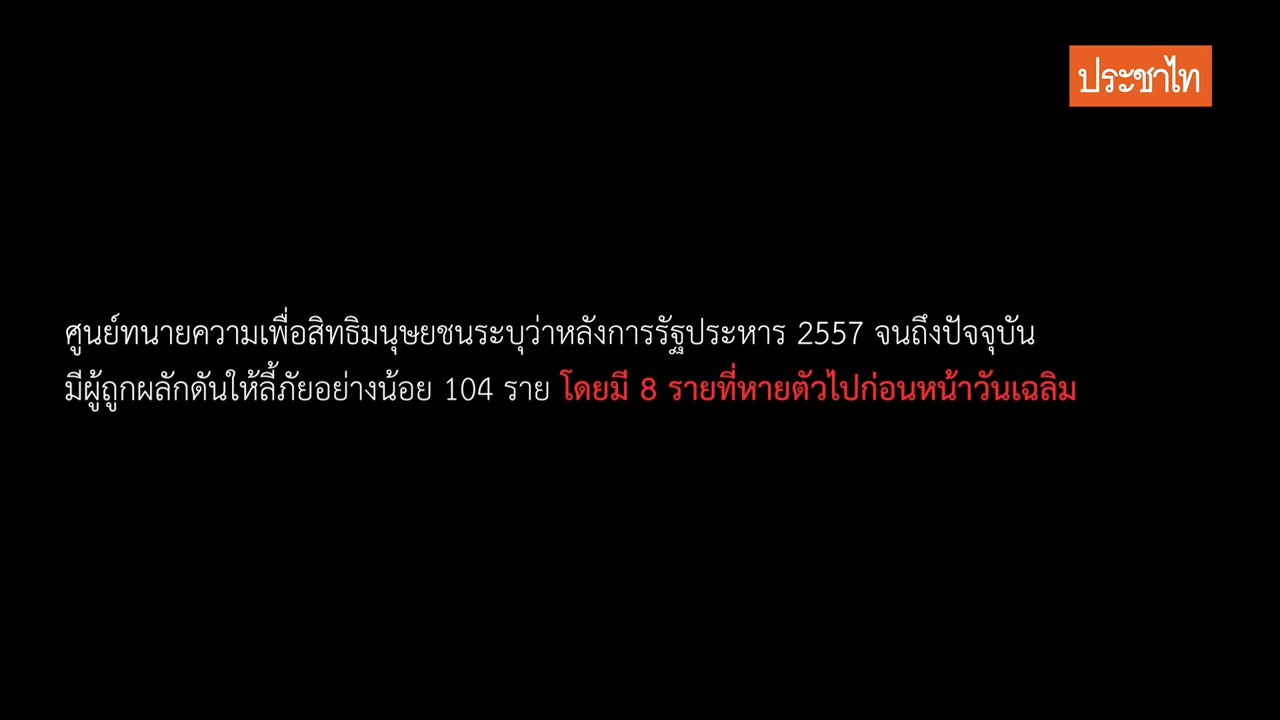 ประชาไท
ศูนย์ทนายความเพื่อสิทธิมนุษยชนระบุว่าหลังการรัฐประหาร 2557 จนถึงปัจจุบัน
มีผู้ถูกผลักดันให้ลี้ภัยอย่างน้อย 104 ราย โดยมี 8 รายที่หายตัวไปก่อนหน้าวันเฉลิม